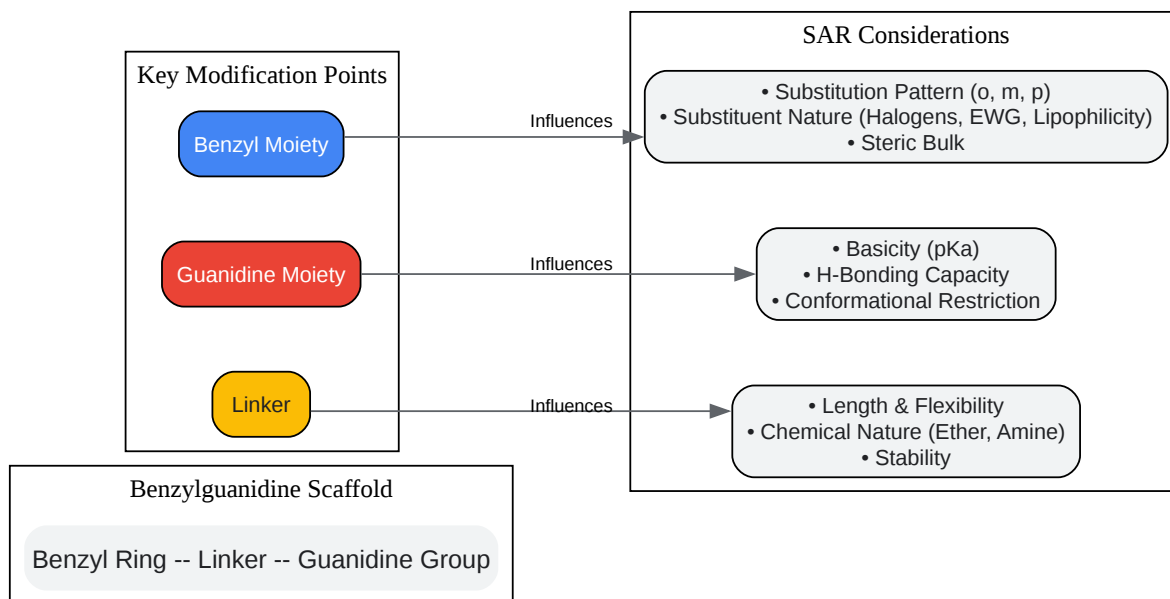 Key Modification Points
Benzyl Moiety
Guanidine Moiety
Linker
Influences
Influences
Influences
SAR Considerations
• Substitution Pattern (o, m, p)
• Substituent Nature (Halogens, EWG, Lipophilicity)
• Steric Bulk
• Basicity (pKa)
• H-Bonding Capacity
• Conformational Restriction
• Length & Flexibility
• Chemical Nature (Ether, Amine)
• Stability
Benzylguanidine Scaffold
Benzyl Ring -- Linker -- Guanidine Group